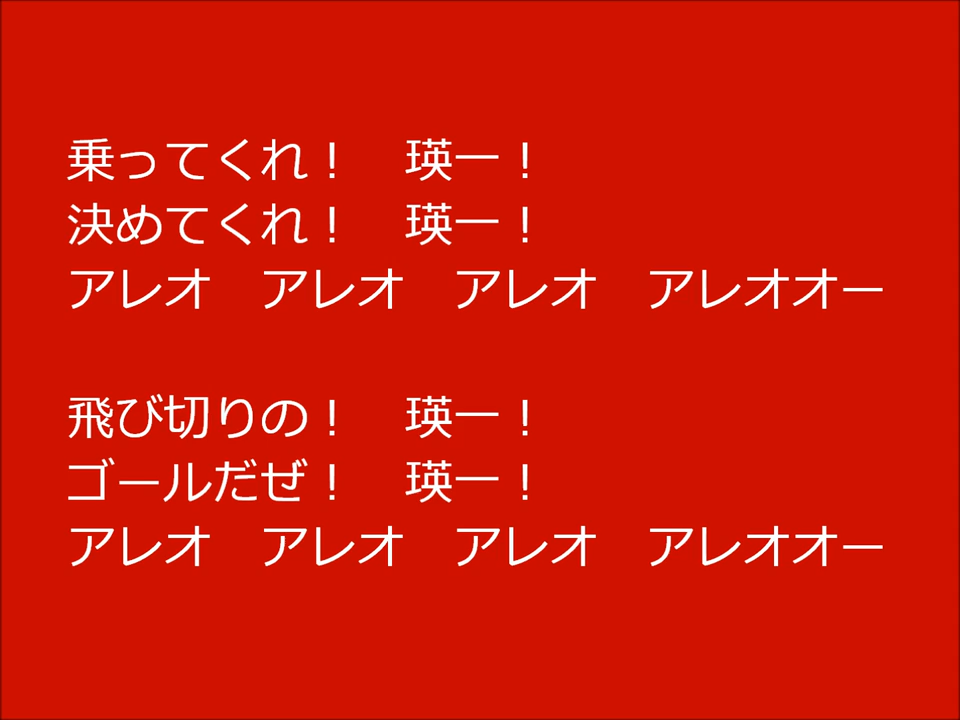 乗ってくれ！　瑛一！
決めてくれ！　瑛一！
アレオ　アレオ　アレオ　アレオオー
飛び切りの！　瑛一！
ゴールだぜ！　瑛一！
アレオ　アレオ　アレオ　アレオオー